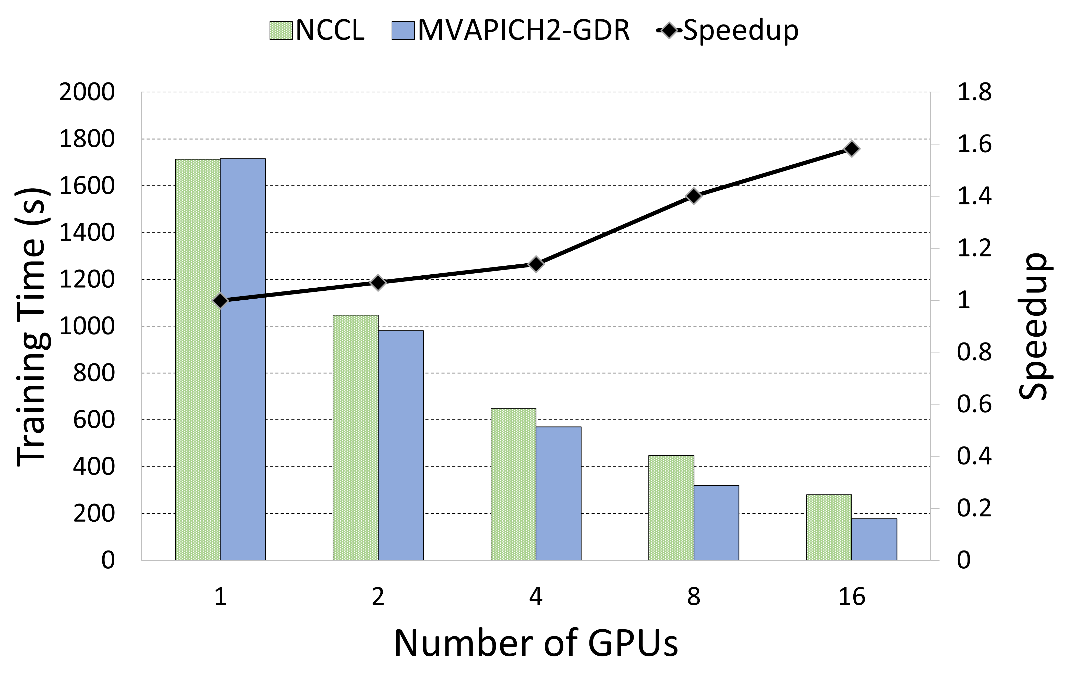 NCCL MVAPICH2-GDR Speedup
2000 1.8
1800 1.6
1600 1.4
1400 1.2
1200 1
1000 0.8
800 0.6
600 0.4
400 0.2
200 0
0
Training Time (s)
Speedup
1 2 4 8 16
Number of GPUs